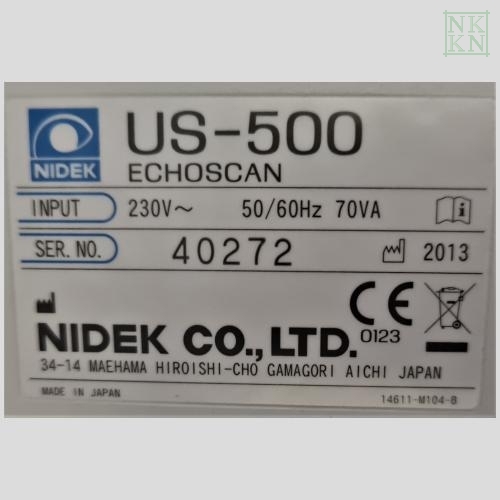 NK
KN
NIDEK
US-500
ECHOSCAN
INPUT 230V～ 50/60Hz 70VA
SER. NO. 40272 2013
CE 0123
NIDEK CO., LTD.
34-14 MAEHAMA HIROISHI-CHO GAMAGORI AICHI JAPAN
MADE IN JAPAN 14611-M104-B